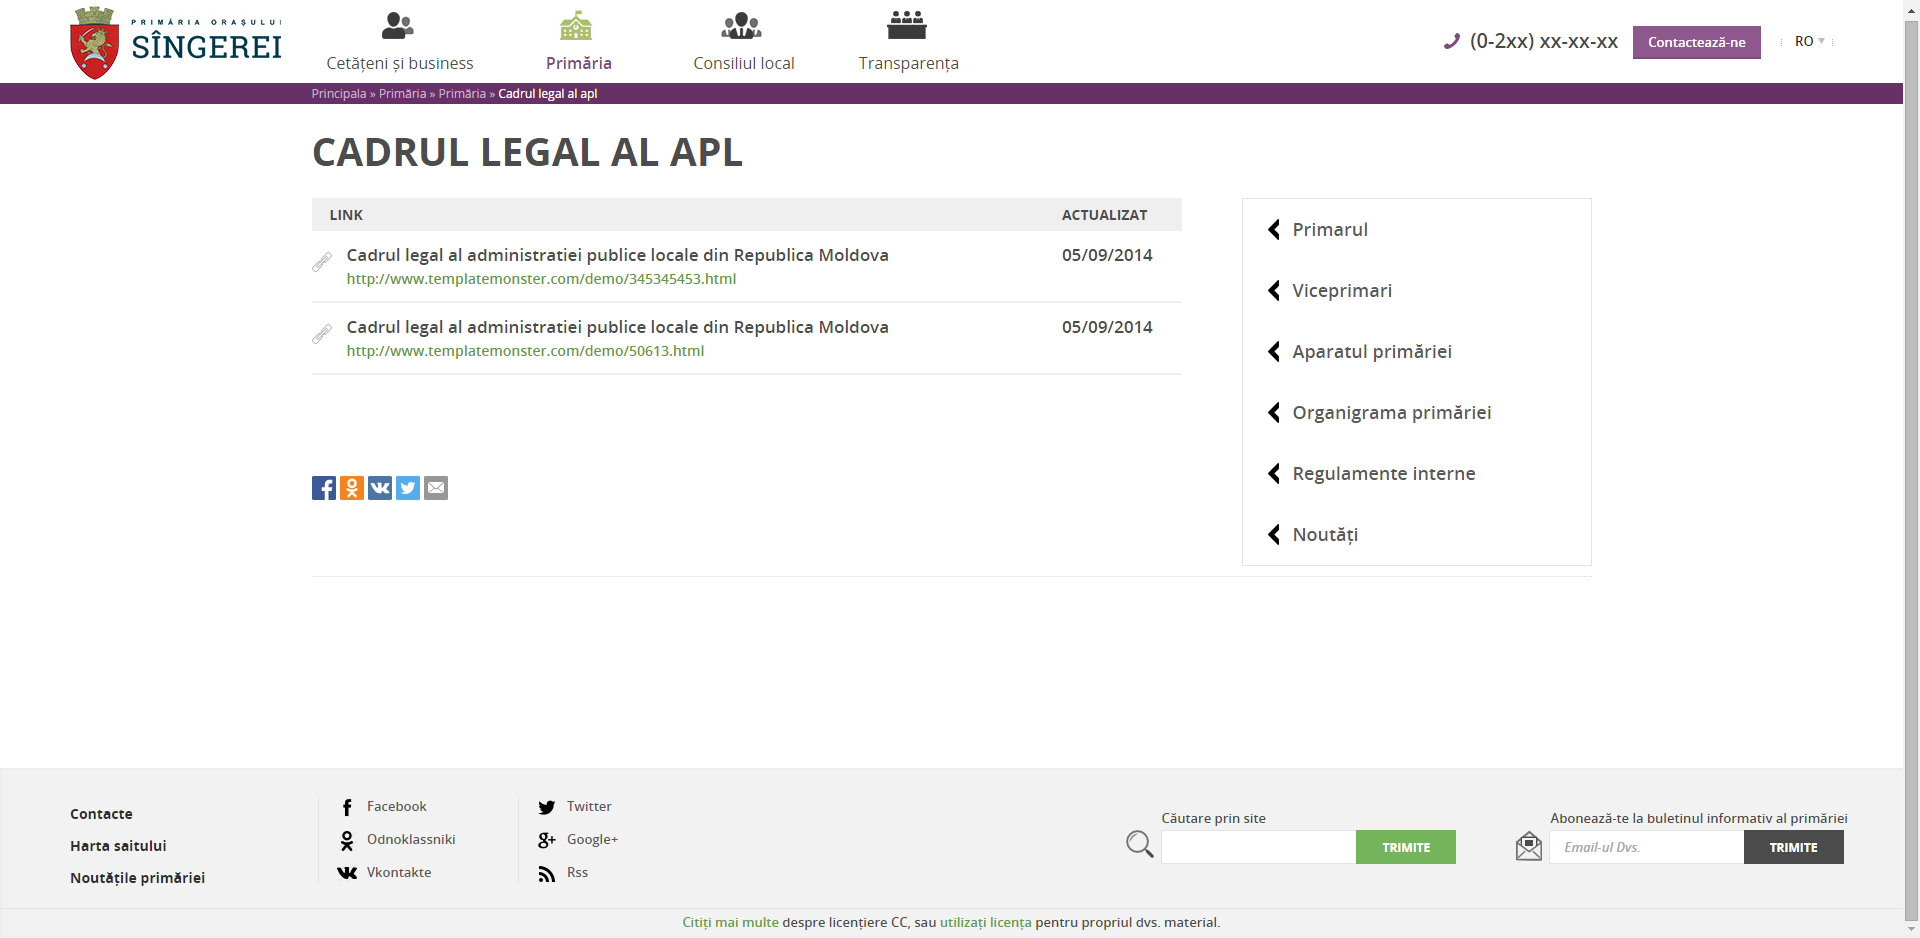 PRIMĂRIA ORAȘULUI
SÎNGEREI
Cetățeni și business
Primăria
Consiliul local
Transparența
(0-2xx) xx-xx-xx
Contactează-ne
RO
Principala » Primăria » Primăria » Cadrul legal al apl
CADRUL LEGAL AL APL
LINK ACTUALIZAT
Cadrul legal al administratiei publice locale din Republica Moldova 05/09/2014
http://www.templatemonster.com/demo/345345453.html
Cadrul legal al administratiei publice locale din Republica Moldova 05/09/2014
http://www.templatemonster.com/demo/50613.html
Primarul
Viceprimari
Aparatul primăriei
Organigrama primăriei
Regulamente interne
Noutăți
Contacte
Harta saitului
Noutățile primăriei
Facebook
Odnoklassniki
Vkontakte
Twitter
Google+
Rss
Căutare prin site
TRIMITE
Abonează-te la buletinul informativ al primăriei
Email-ul Dvs.
TRIMITE
Citiți mai multe despre licențiere CC, sau utilizați licența pentru propriul dvs. material.